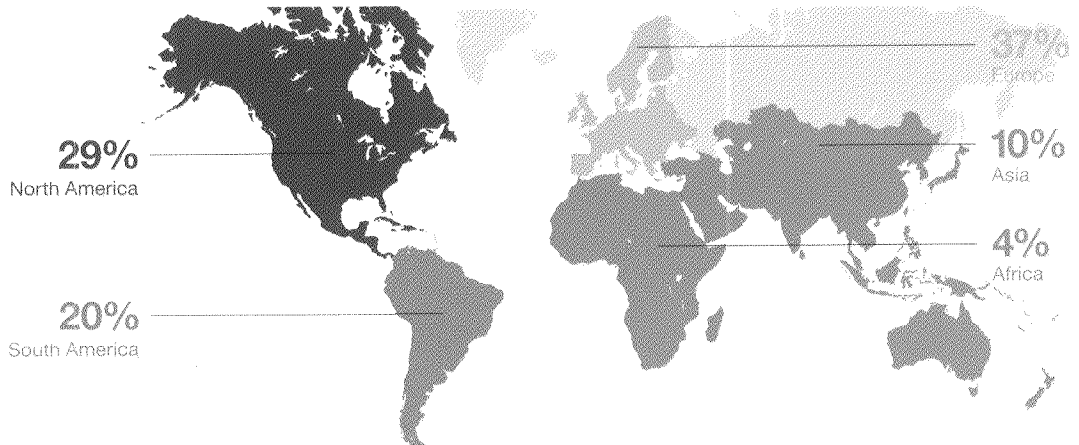 37%
Europe
29%
North America
10%
Asia
4%
Africa
20%
South America